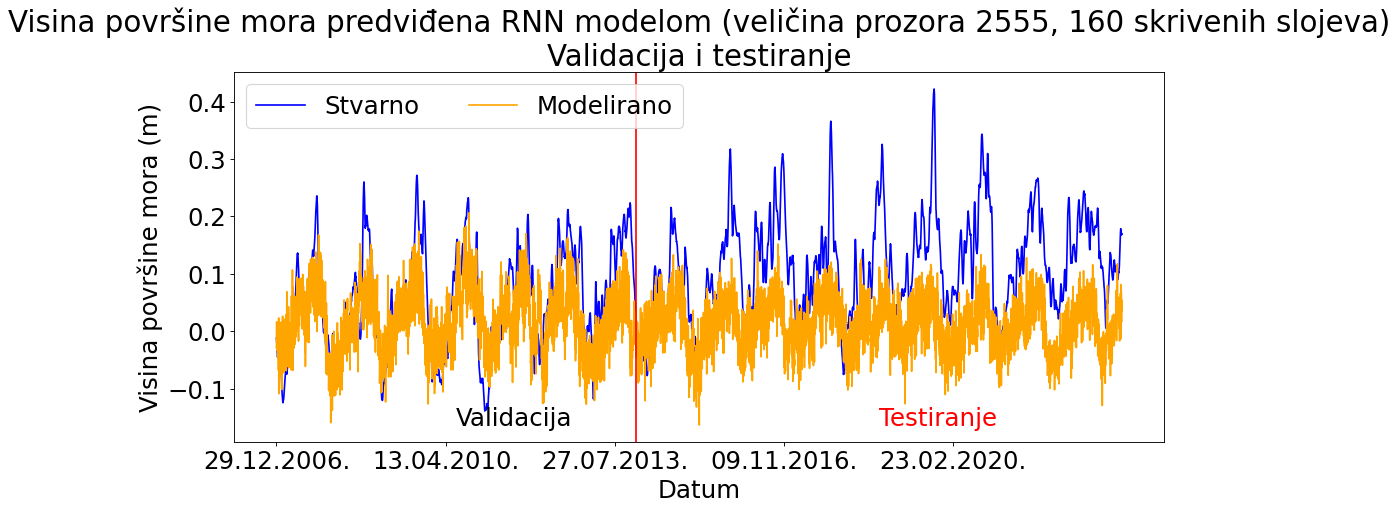 Visina površine mora predviđena RNN modelom (veličina prozora 2555, 160 skrivenih slojeva)
Validacija i testiranje
Stvarno Modelirano
Visina površine mora (m)
0.4
0.3
0.2
0.1
0.0
−0.1
Validacija Testiranje
29.12.2006. 13.04.2010. 27.07.2013. 09.11.2016. 23.02.2020.
Datum